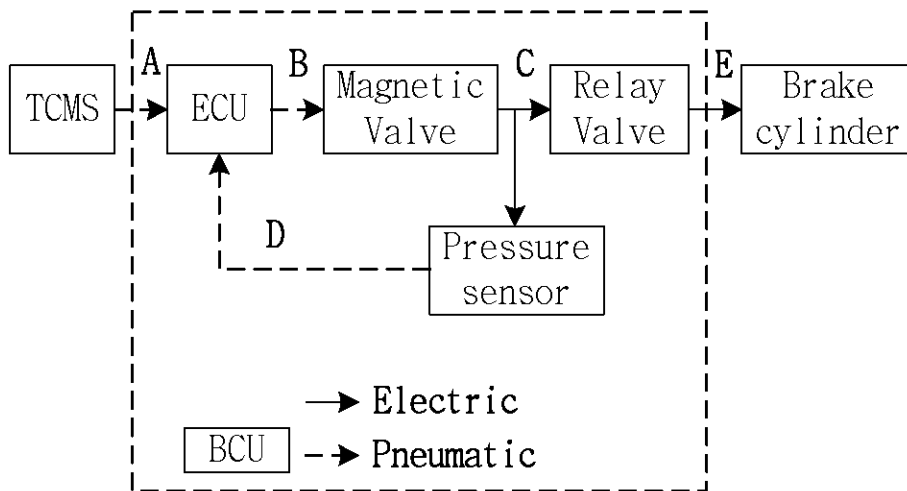 A
B
C
E
TCMS
ECU
Magnetic
Valve
Relay
Valve
Brake
cylinder
D
Pressure
sensor
Electric
BCU
Pneumatic